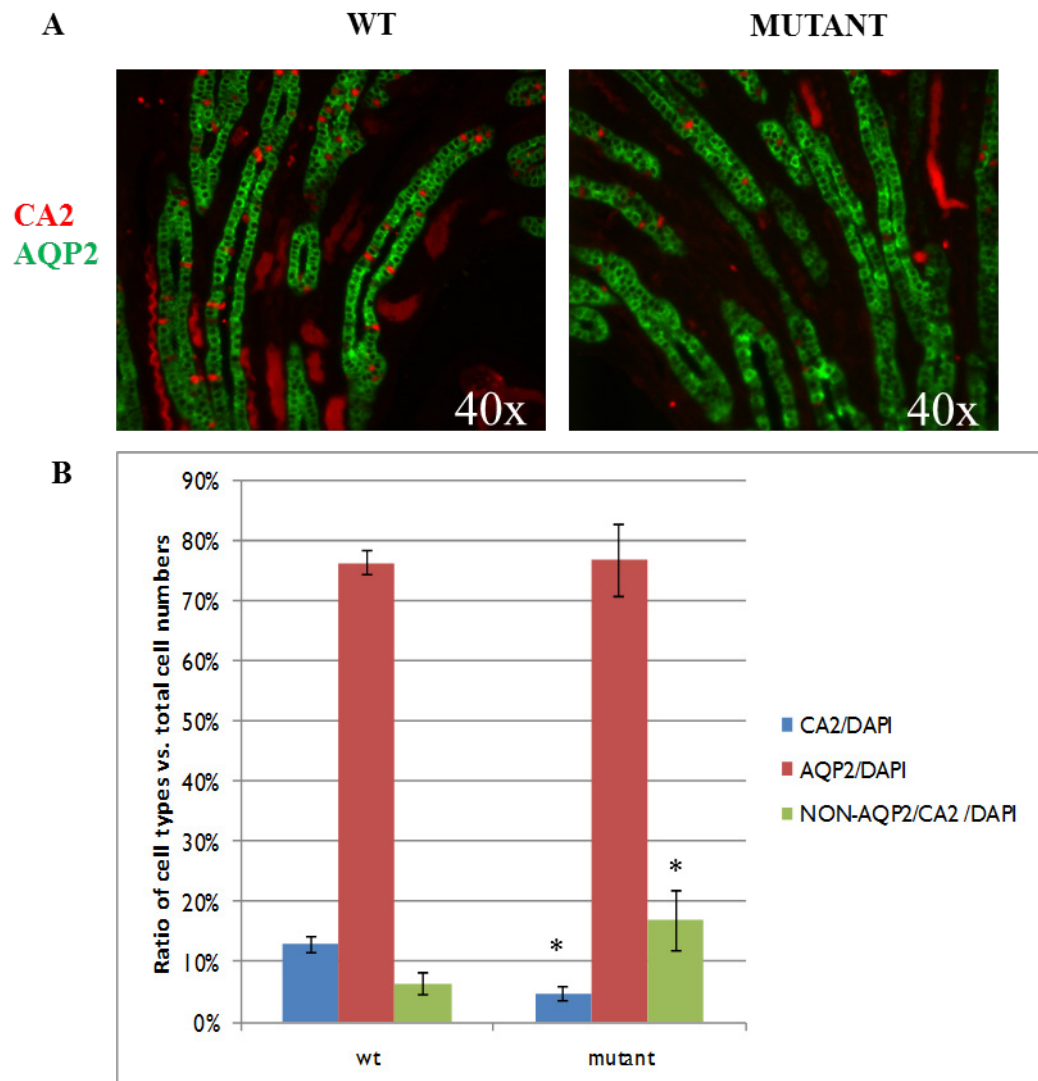 A
WT
MUTANT
CA2
AQP2
40x
40x
B
Ratio of cell types vs. total cell numbers
90%
80%
70%
60%
50%
40%
30%
20%
10%
0%
*
*
wt
mutant
CA2/DAPI
AQP2/DAPI
NON-AQP2/CA2 /DAPI